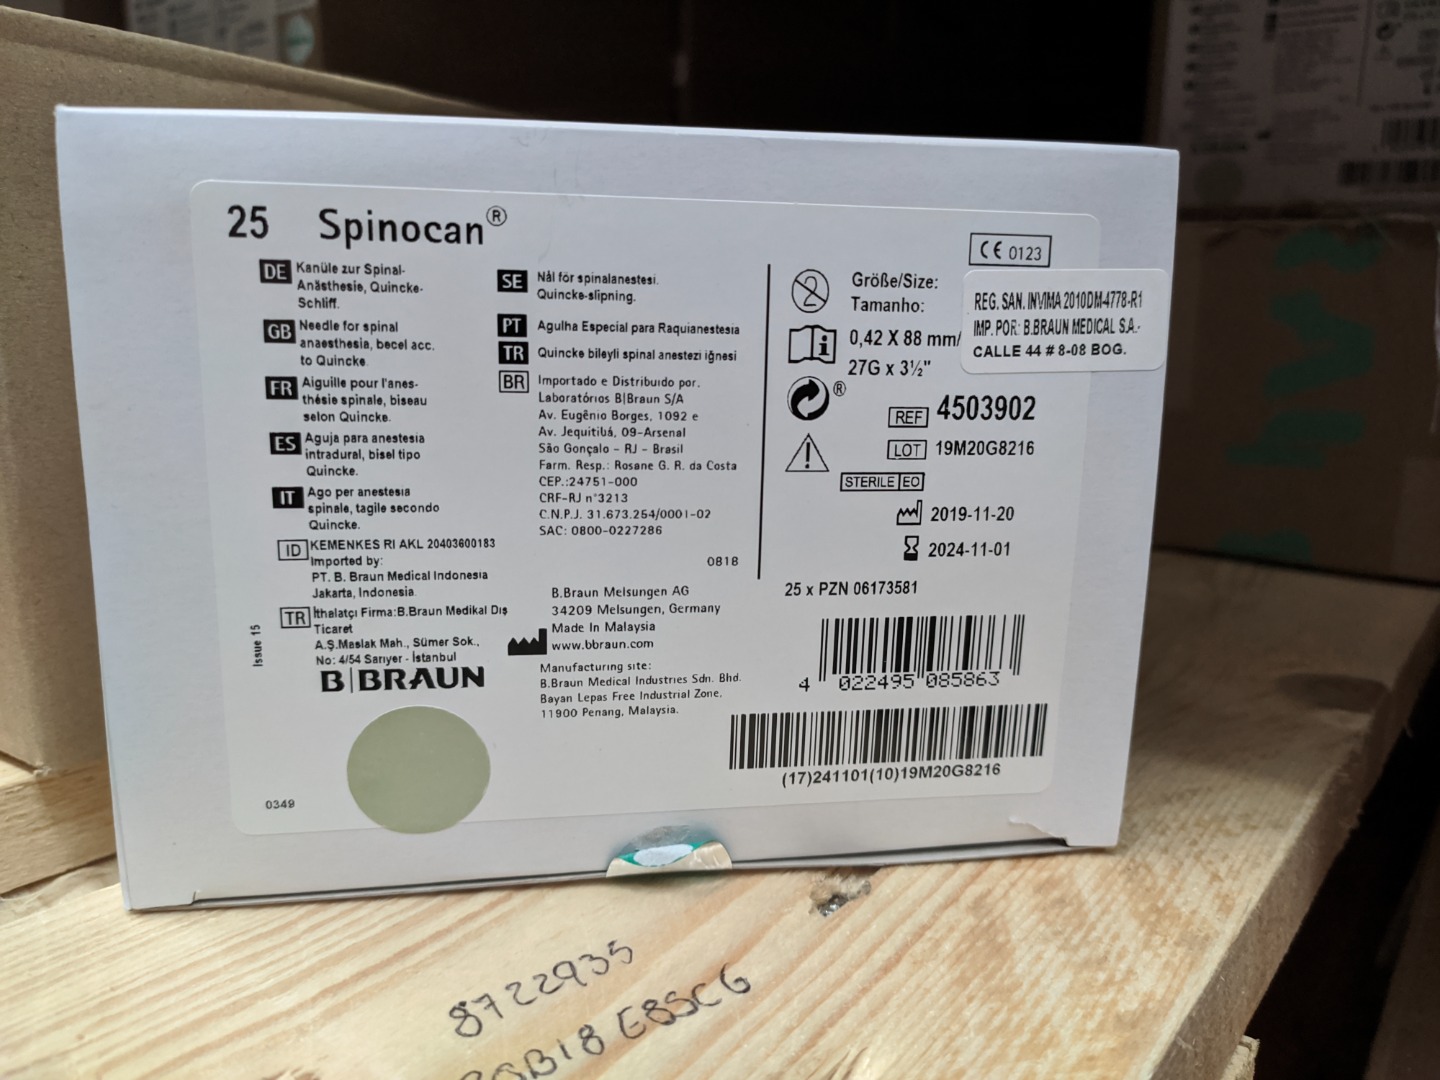 25 Spinocan®
DE Kanüle zur Spinal-
Anästhesie, Quincke-
Schliff.
GB Needle for spinal
anaesthesia, becel acc.
to Quincke.
FR Aiguille pour l'anes-
thésie spinale, biseau
selon Quincke.
ES Aguja para anestesia
intradural, bisel tipo
Quincke.
IT Ago per anestesia
spinale, tagile secondo
Quincke.
ID KEMENKES RI AKL 20403600183
Imported by:
PT. B. Braun Medical Indonesia
Jakarta, Indonesia.
TR İthalatçı Firma:B.Braun Medikal Dış
Ticaret
A.Ş.Maslak Mah., Sümer Sok.,
No: 4/54 Sarıyer - İstanbul
Issue 15
B|BRAUN
0349
SE Nål för spinalanestesi.
Quincke-slipning.
PT Agulha Especial para Raquianestesia
TR Quincke bileyli spinal anestezi iğnesi
BR Importado e Distribuido por.
Laboratórios B|Braun S/A
Av. Eugênio Borges, 1092 e
Av. Jequitibá, 09-Arsenal
São Gonçalo - RJ - Brasil
Farm. Resp.: Rosane G. R. da Costa
CEP.:24751-000
CRF-RJ n°3213
C.N.P.J. 31.673.254/0001-02
SAC: 0800-0227286
0818
B.Braun Melsungen AG
34209 Melsungen, Germany
Made In Malaysia
www.bbraun.com
Manufacturing site:
B.Braun Medical Industries Sdn. Bhd.
Bayan Lepas Free Industrial Zone,
11900 Penang, Malaysia.
CE 0123
2
Größe/Size:
Tamanho:
i
0,42 X 88 mm/
27G x 3½"
®
REG. SAN. INVIMA 2010DM-4778-R1
IMP. POR: B.BRAUN MEDICAL S.A.-
CALLE 44 # 8-08 BOG.
REF 4503902
LOT 19M20G8216
STERILE EO
2019-11-20
2024-11-01
25 x PZN 06173581
4 022495 085863
(17)241101(10)19M20G8216
8722935
B18E85C6